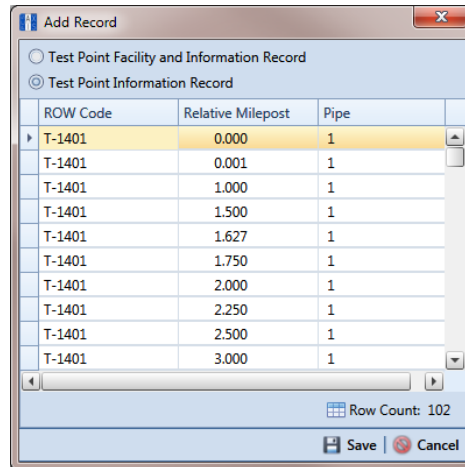 Add Record
Test Point Facility and Information Record
Test Point Information Record
ROW Code Relative Milepost Pipe
T-1401 0.000 1
T-1401 0.001 1
T-1401 1.000 1
T-1401 1.500 1
T-1401 1.627 1
T-1401 1.750 1
T-1401 2.000 1
T-1401 2.250 1
T-1401 2.500 1
T-1401 3.000 1
Row Count: 102
Save | Cancel